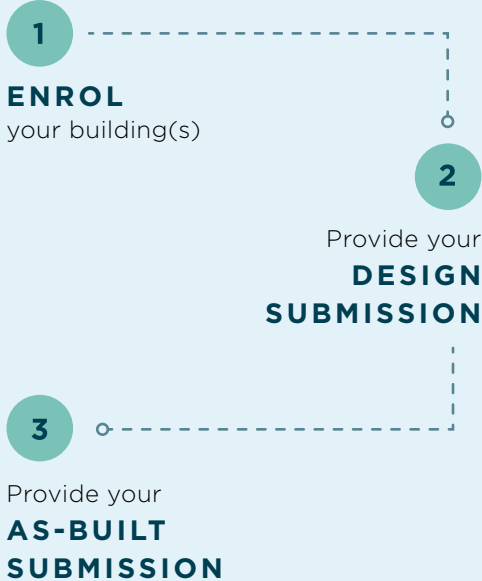 1
ENROL
your building(s)
2
Provide your
DESIGN
SUBMISSION
3
Provide your
AS-BUILT
SUBMISSION